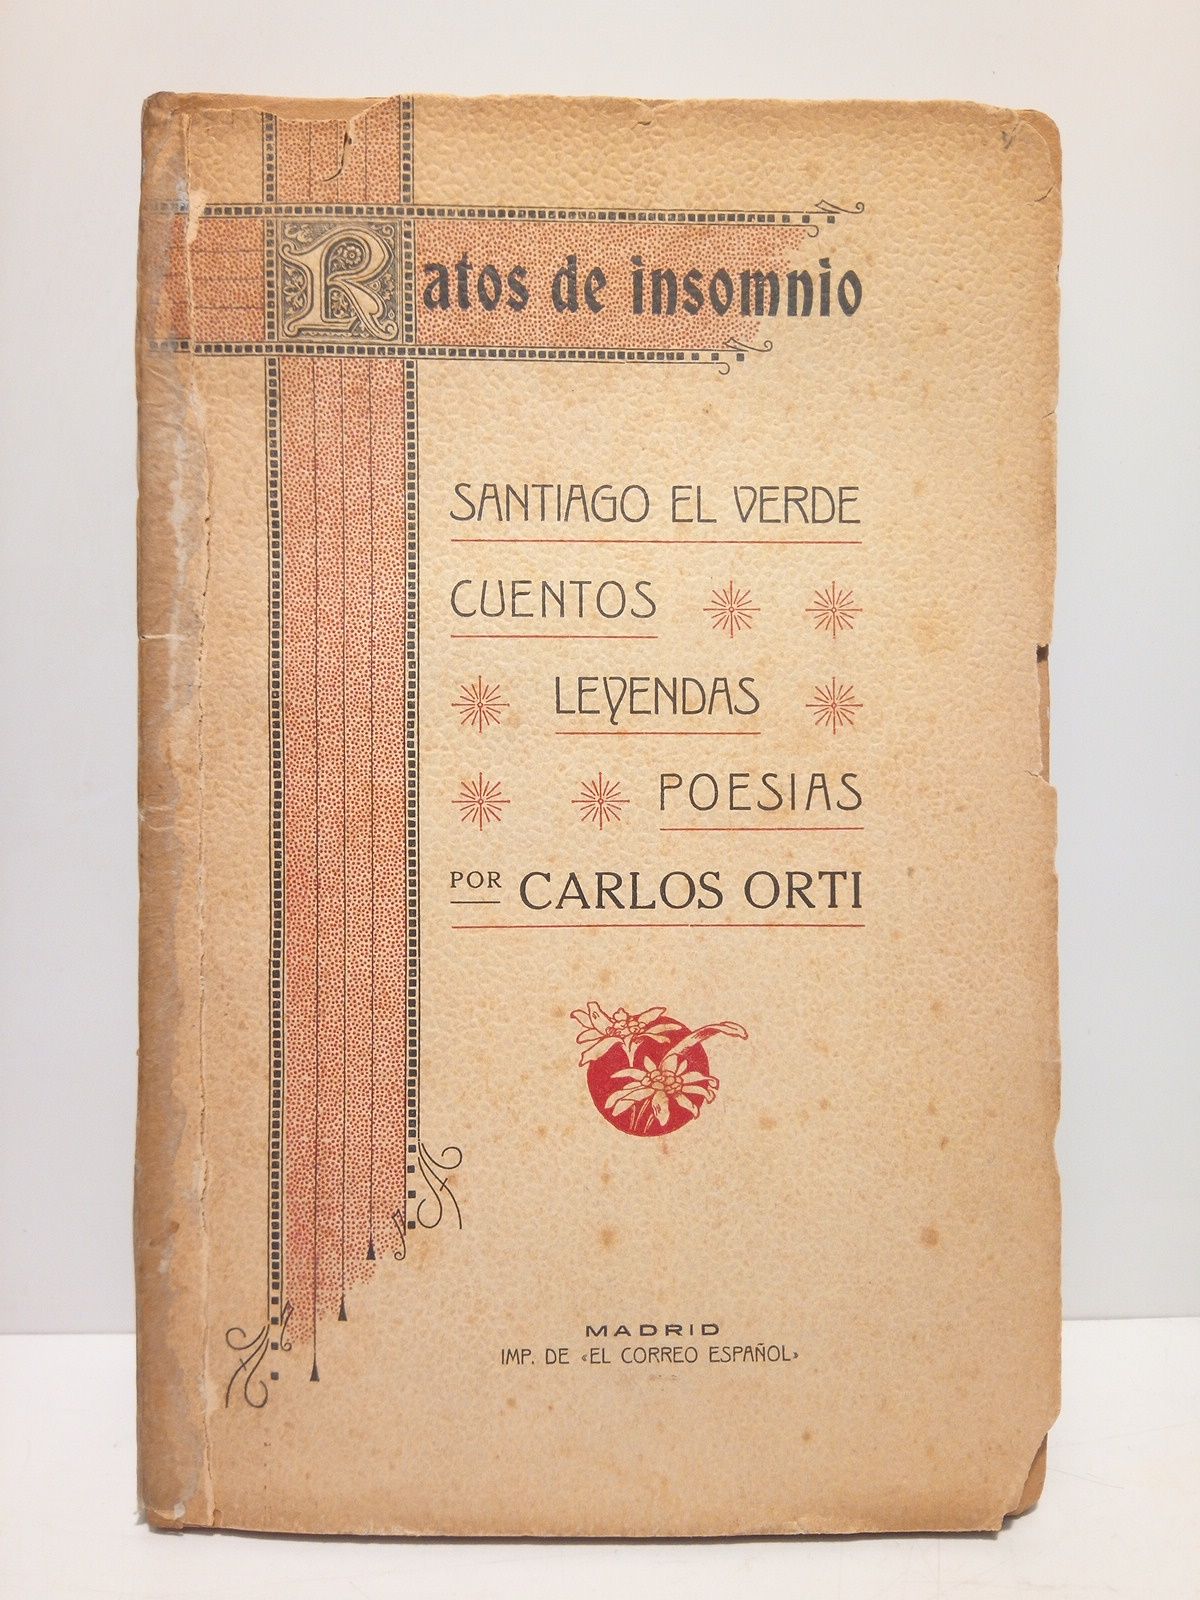 Ratos de insomnio
SANTIAGO EL VERDE
CUENTOS
LEYENDAS
POESIAS
POR CARLOS ORTI
MADRID
IMP. DE «EL CORREO ESPAÑOL»